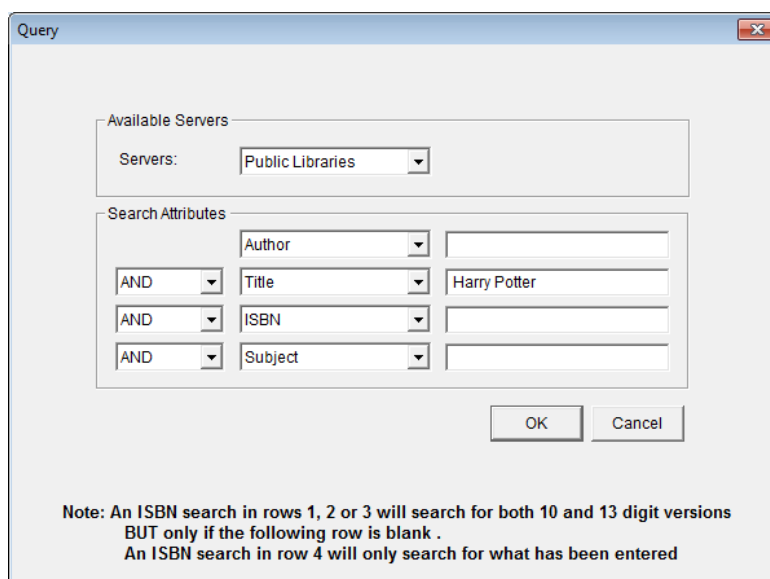 Query
Available Servers
Servers: Public Libraries
Search Attributes
Author
AND Title Harry Potter
AND ISBN
AND Subject
OK Cancel
Note: An ISBN search in rows 1, 2 or 3 will search for both 10 and 13 digit versions
BUT only if the following row is blank .
An ISBN search in row 4 will only search for what has been entered